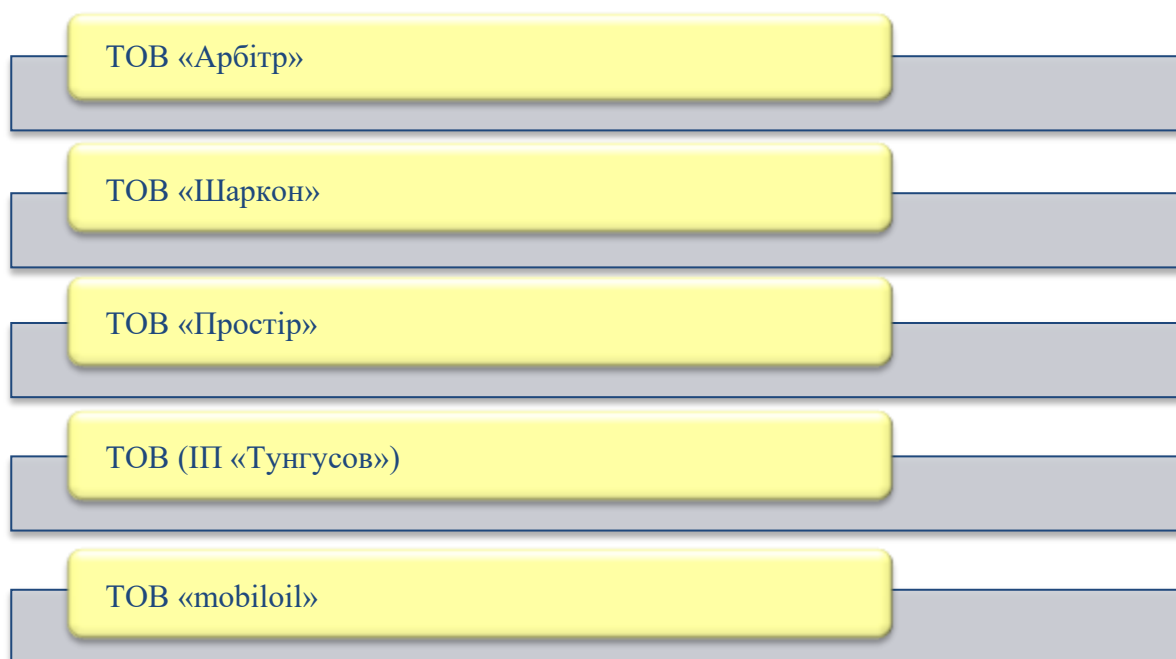 ТОВ «Арбітр»
ТОВ «Шаркон»
ТОВ «Простір»
ТОВ (ІП «Тунгусов»)
ТОВ «mobiloil»